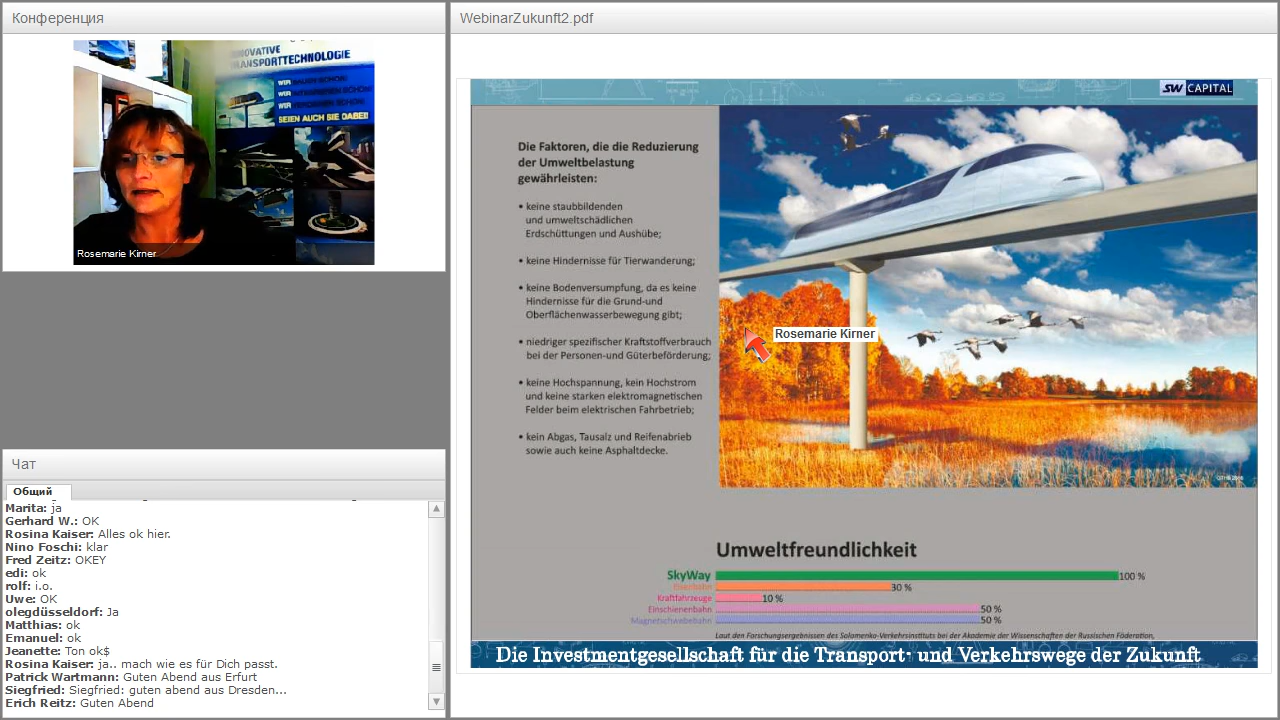 Конференция
INNOVATIVE
TRANSPORTTECHNOLOGIE
WIR
WIR
WIR
SEIEN AUCH SIE DABEI!
Rosemarie Kirner
Чат
Общий
Marita: ja
Gerhard W.: OK
Rosina Kaiser: Alles ok hier.
Nino Foschi: klar
Fred Zeitz: OKEY
edi: ok
rolf: i.o.
Uwe: OK
olegdüsseldorf: Ja
Matthias: ok
Emanuel: ok
Jeanette: Ton ok$
Rosina Kaiser: ja.. mach wie es für Dich passt.
Patrick Wartmann: Guten Abend aus Erfurt
Siegfried: Siegfried: guten abend aus Dresden...
Erich Reitz: Guten Abend
WebinarZukunft2.pdf
SW CAPITAL
Die Faktoren, die die Reduzierung
der Umweltbelastung
gewährleisten:
• keine staubbildenden
und umweltschädlichen
Erdschüttungen und Aushübe;
• keine Hindernisse für Tierwanderung;
• keine Bodenversumpfung, da es keine
Hindernisse für die Grund-und
Oberflächenwasserbewegung gibt;
• niedriger spezifischer Kraftstoffverbrauch
bei der Personen-und Güterbeförderung;
• keine Hochspannung, kein Hochstrom
und keine starken elektromagnetischen
Felder beim elektrischen Fahrbetrieb;
• kein Abgas, Tausalz und Reifenabrieb
sowie auch keine Asphaltdecke.
Rosemarie Kirner
Umweltfreundlichkeit
SkyWay 100 %
Eisenbahn 30 %
Kraftfahrzeuge 10 %
Einschienenbahn 50 %
Magnetschwebebahn 50 %
Laut den Forschungsergebnissen des Solomenko-Verkehrsinstituts bei der Akademie der Wissenschaften der Russischen Föderation,
Die Investmentgesellschaft für die Transport- und Verkehrswege der Zukunft